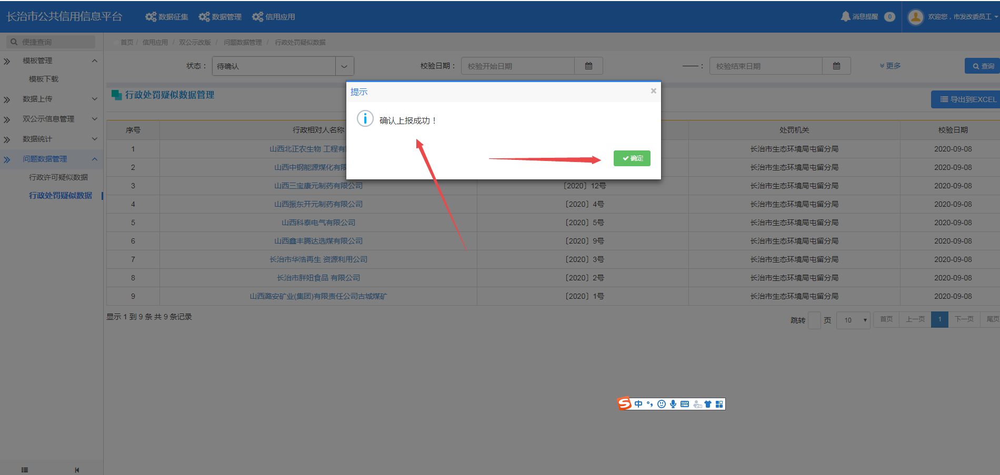 长治市公共信用信息平台 数据征集 数据管理 信用应用 消息提醒 0 欢迎您，市发改委员工
便捷查询
首页 / 信用应用 / 双公示改版 / 问题数据管理 / 行政处罚疑似数据
模板管理
模板下载
数据上传
双公示信息管理
数据统计
问题数据管理
行政许可疑似数据
行政处罚疑似数据
状态： 待确认 校验日期： 校验开始日期 ——： 校验结束日期 更多 查询
行政处罚疑似数据管理 导出到EXCEL
提示 ×
确认上报成功！
确定
序号 行政相对人名称 处罚机关 校验日期
1 山西北正农生物 工程有 长治市生态环境局屯留分局 2020-09-08
2 山西中钢能源煤化有限 长治市生态环境局屯留分局 2020-09-08
3 山西三宝康元制药有限公司 〔2020〕12号 长治市生态环境局屯留分局 2020-09-08
4 山西振东开元制药有限公司 〔2020〕4号 长治市生态环境局屯留分局 2020-09-08
5 山西科泰电气有限公司 〔2020〕5号 长治市生态环境局屯留分局 2020-09-08
6 山西鑫丰腾达选煤有限公司 〔2020〕9号 长治市生态环境局屯留分局 2020-09-08
7 长治市华浩再生 资源利用公司 〔2020〕3号 长治市生态环境局屯留分局 2020-09-08
8 长治市胖妞食品 有限公司 〔2020〕2号 长治市生态环境局屯留分局 2020-09-08
9 山西潞安矿业(集团)有限责任公司古城煤矿 〔2020〕1号 长治市生态环境局屯留分局 2020-09-08
显示 1 到 9 条 共 9 条记录
跳转 页 10 首页 上一页 1 下一页 尾页
S 中